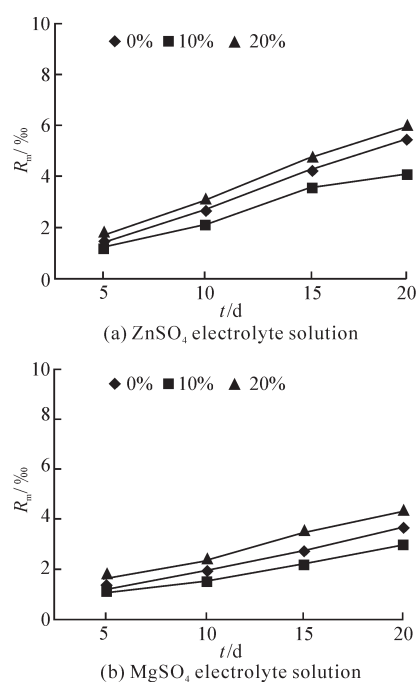 10
◆ 0% ■ 10% ▲ 20%
8
6
Rm/‰
4
2
0
5 10 15 20
t/d
(a) ZnSO₄ electrolyte solution
10
◆ 0% ■ 10% ▲ 20%
8
6
Rm/‰
4
2
0
5 10 15 20
t/d
(b) MgSO₄ electrolyte solution